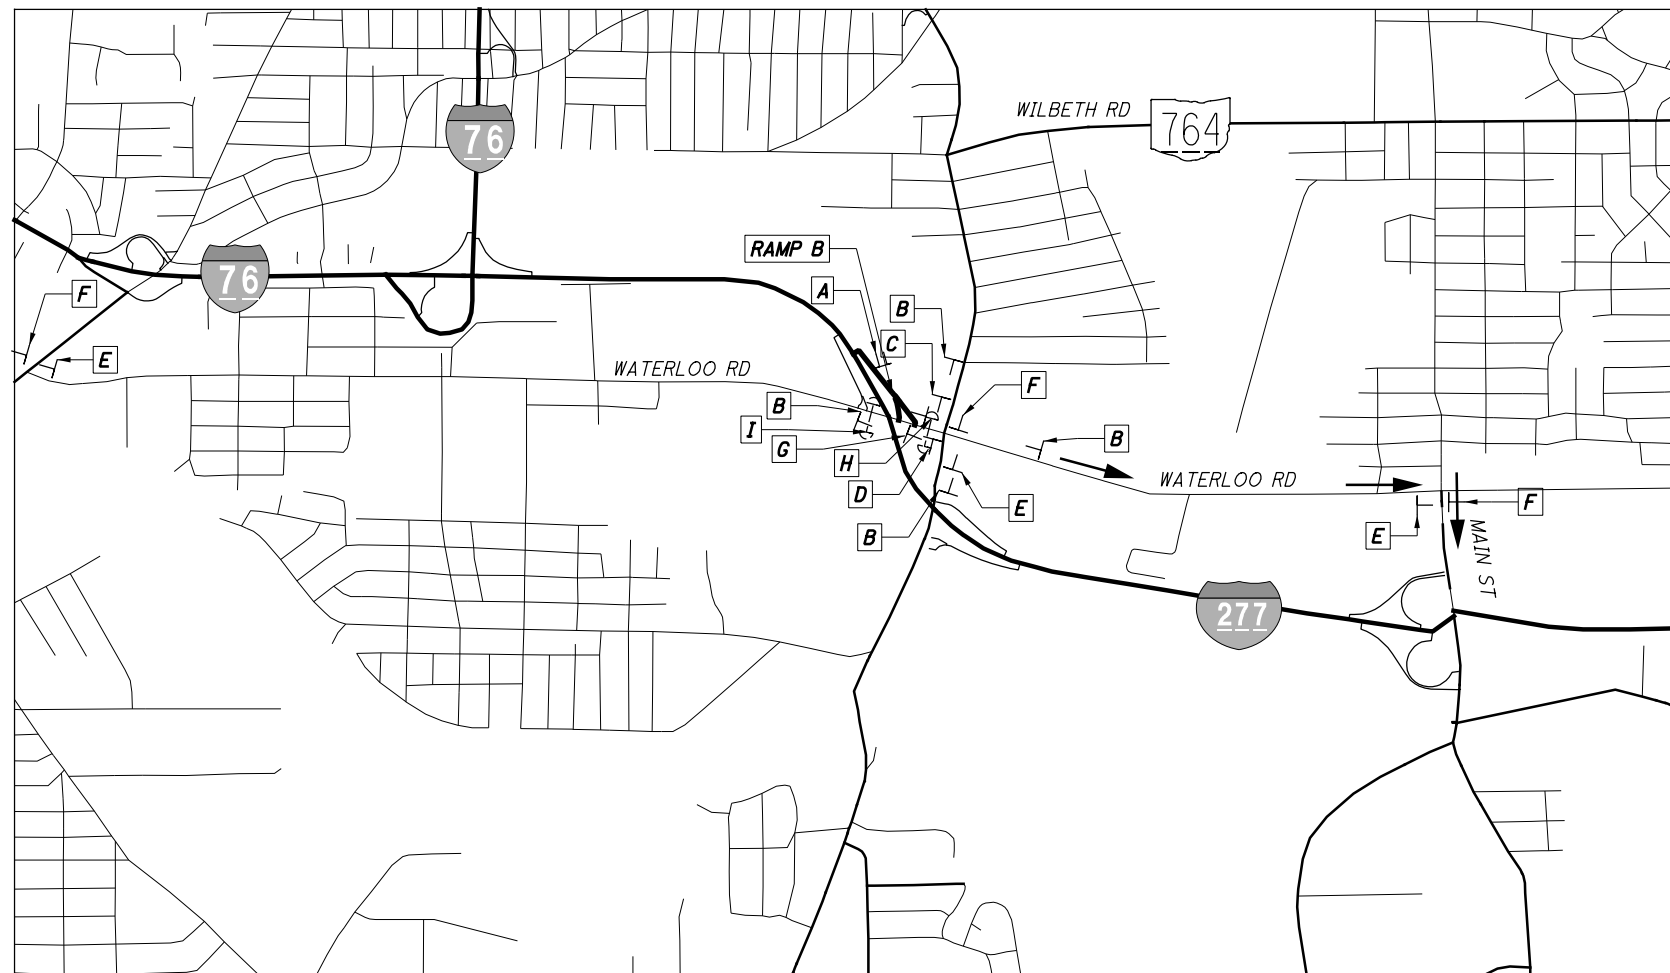 WILBETH RD
764
76
RAMP B
76
F
A
B
C
E
WATERLOO RD
F
B
I
G
B
H
WATERLOO RD
D
E
F
B
E
MAIN ST
277